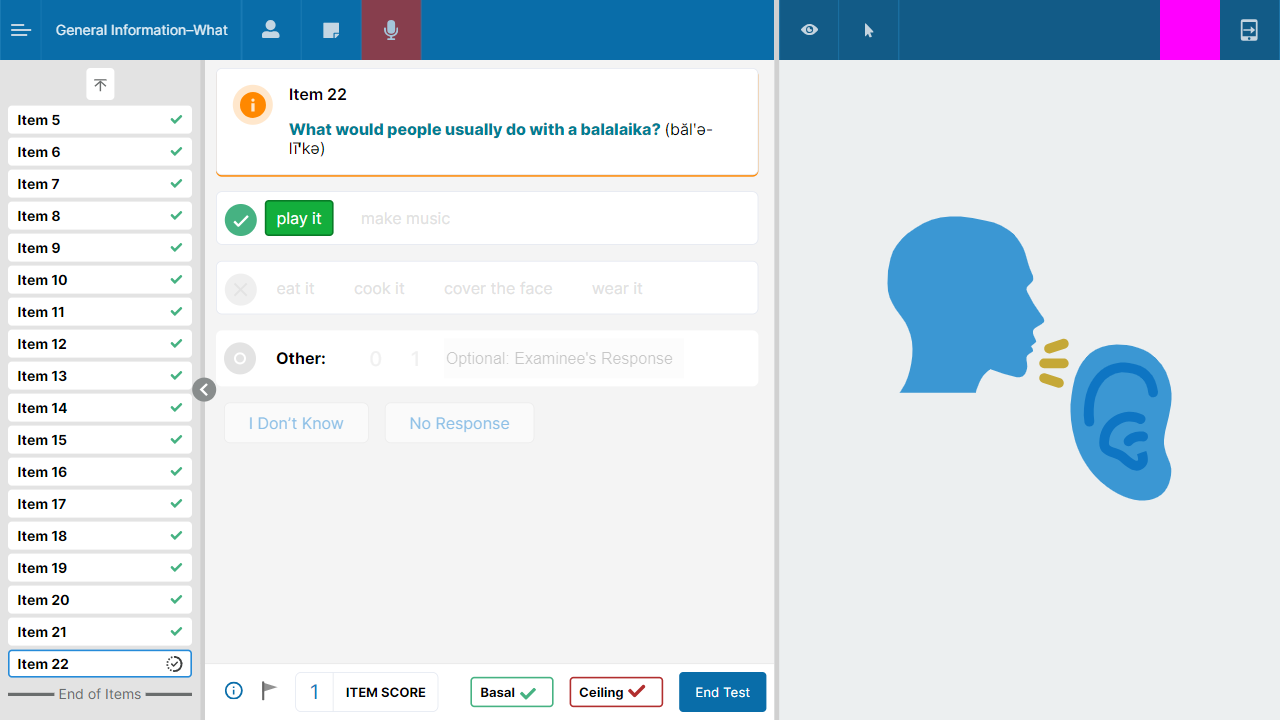 General Information–What
Item 5
Item 6
Item 7
Item 8
Item 9
Item 10
Item 11
Item 12
Item 13
Item 14
Item 15
Item 16
Item 17
Item 18
Item 19
Item 20
Item 21
Item 22
End of Items
Item 22
What would people usually do with a balalaika? (băl'ə-
lī'kə)
play it make music
eat it cook it cover the face wear it
Other: 0 1 Optional: Examinee's Response
I Don't Know No Response
1 ITEM SCORE Basal Ceiling End Test